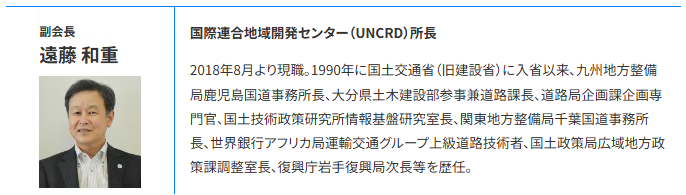 副会長
遠藤 和重
国際連合地域開発センター（UNCRD）所長
2018年8月より現職。1990年に国土交通省（旧建設省）に入省以来、九州地方整備
局鹿児島国道事務所長、大分県土木建設部参事兼道路課長、道路局企画課企画専
門官、国土技術政策研究所情報基盤研究室長、関東地方整備局千葉国道事務所
長、世界銀行アフリカ局運輸交通グループ上級道路技術者、国土政策局広域地方政
策課調整室長、復興庁岩手復興局次長等を歴任。